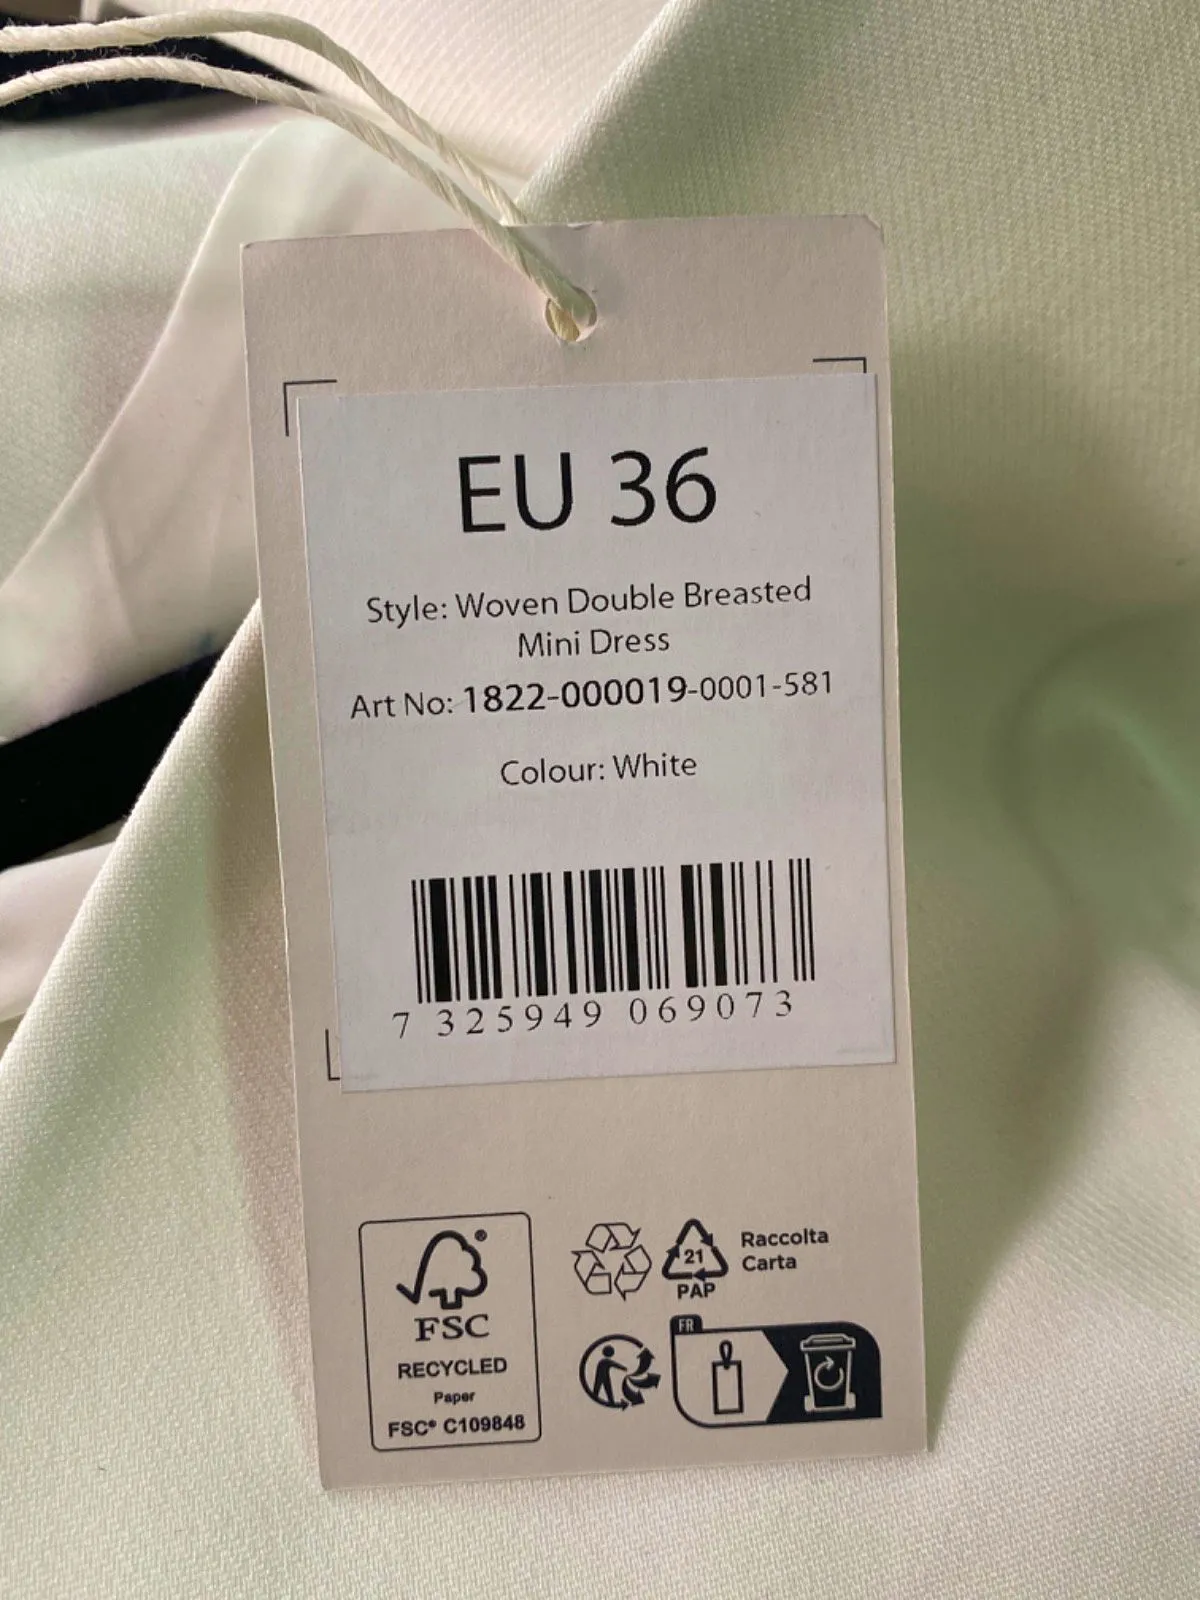 EU 36
Style: Woven Double Breasted
Mini Dress
Art No: 1822-000019-0001-581
Colour: White
7 325949 069073
FSC
RECYCLED
Paper
FSC® C109848
21
PAP
Raccolta
Carta
FR